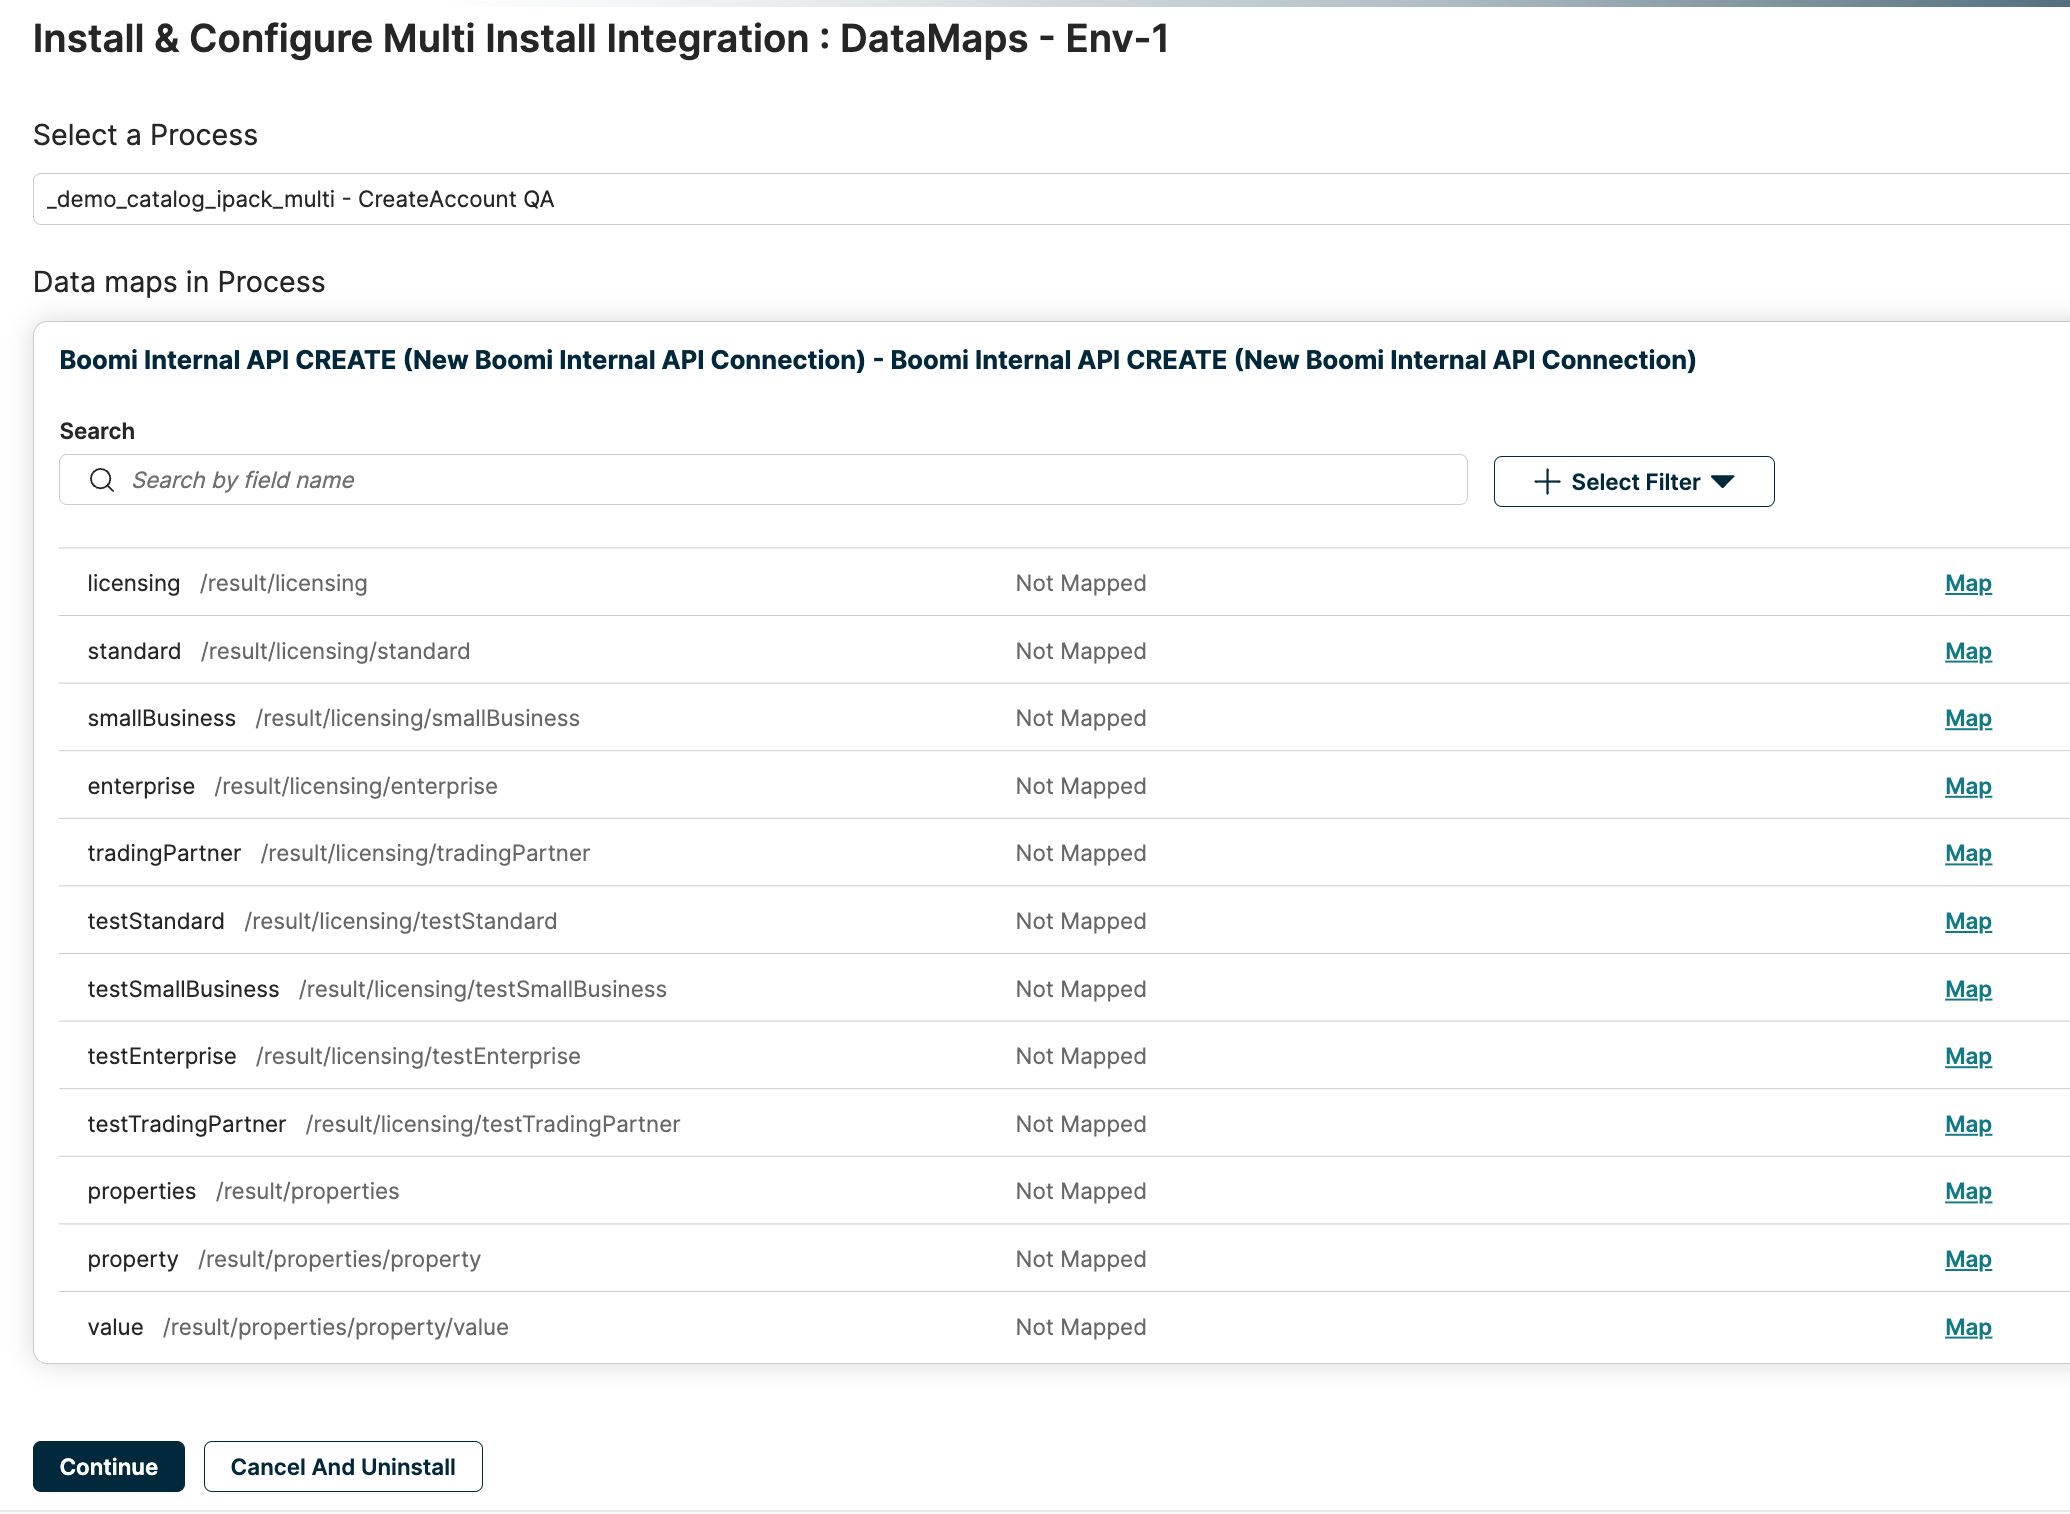 Install & Configure Multi Install Integration : DataMaps - Env-1
Select a Process
_demo_catalog_ipack_multi - CreateAccount QA
Data maps in Process
Boomi Internal API CREATE (New Boomi Internal API Connection) - Boomi Internal API CREATE (New Boomi Internal API Connection)
Search
Search by field name
Select Filter
licensing /result/licensing Not Mapped Map
standard /result/licensing/standard Not Mapped Map
smallBusiness /result/licensing/smallBusiness Not Mapped Map
enterprise /result/licensing/enterprise Not Mapped Map
tradingPartner /result/licensing/tradingPartner Not Mapped Map
testStandard /result/licensing/testStandard Not Mapped Map
testSmallBusiness /result/licensing/testSmallBusiness Not Mapped Map
testEnterprise /result/licensing/testEnterprise Not Mapped Map
testTradingPartner /result/licensing/testTradingPartner Not Mapped Map
properties /result/properties Not Mapped Map
property /result/properties/property Not Mapped Map
value /result/properties/property/value Not Mapped Map
Continue Cancel And Uninstall